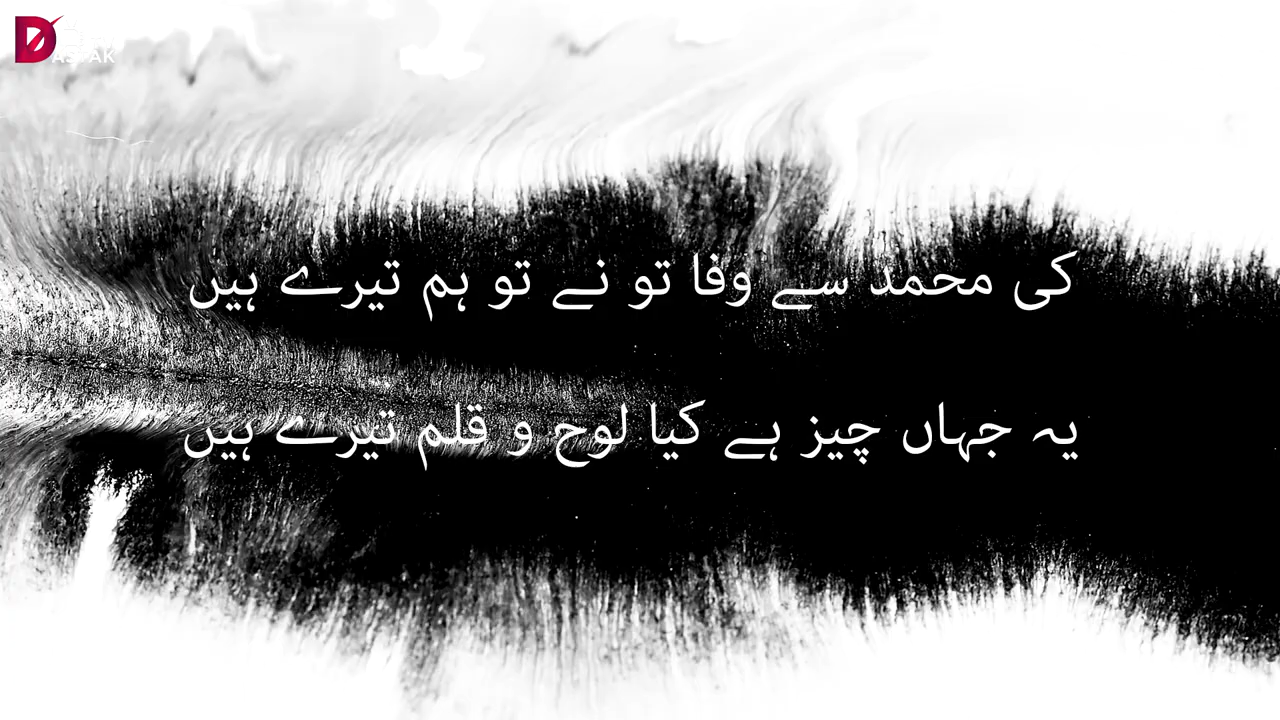 کی محمد سے وفا تو نے تو ہم تیرے ہیں
یہ جہاں چیز ہے کیا لوح و قلم تیرے ہیں